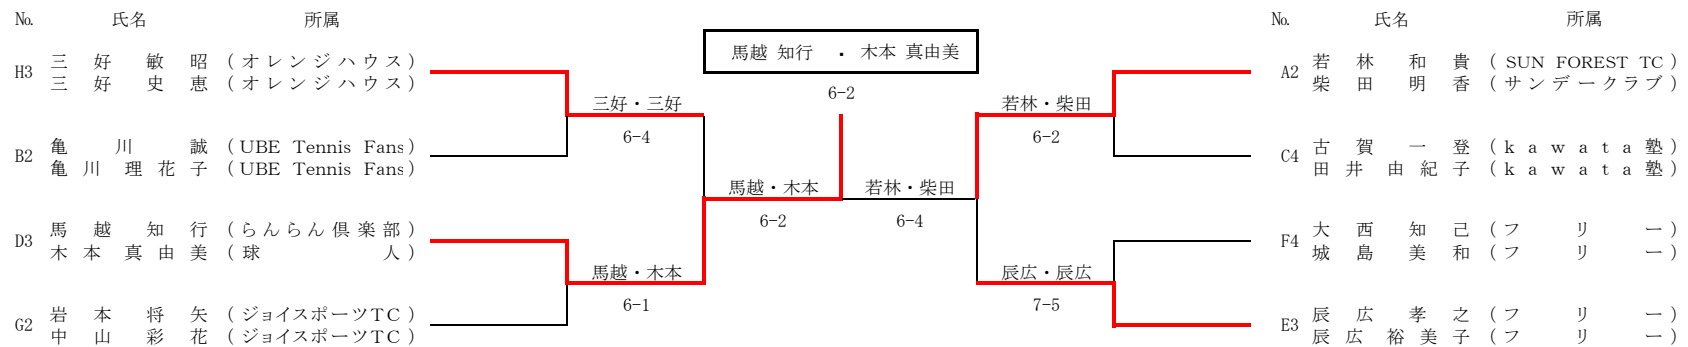 № 氏名 所属
H3 三好 敏昭 (オレンジハウス)
三好 史恵 (オレンジハウス)
三好・三好
6-4
B2 亀川 誠 (UBE Tennis Fans)
亀川 理花子 (UBE Tennis Fans)
馬越・木本
6-2
D3 馬越 知行 (らんらん倶楽部)
木本 真由美 (球人)
馬越・木本
6-1
G2 岩本 将矢 (ジョイスポーツTC)
中山 彩花 (ジョイスポーツTC)
馬越 知行 ・ 木本 真由美
6-2
№ 氏名 所属
A2 若林 和貴 (SUN FOREST TC)
柴田 明香 (サンデークラブ)
若林・柴田
6-2
C4 古賀 一登 (kawata塾)
田井 由紀子 (kawata塾)
若林・柴田
6-4
F4 大西 知己 (フリー)
城島 美和 (フリー)
辰広・辰広
7-5
E3 辰広 孝之 (フリー)
辰広 裕美子 (フリー)